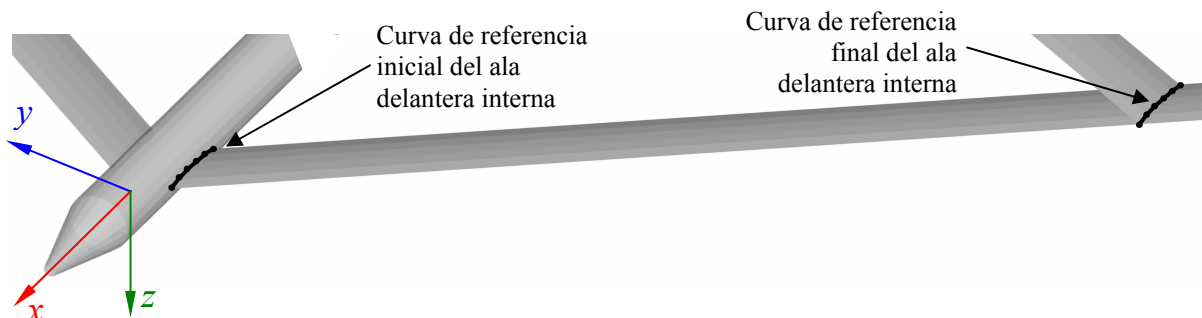 Curva de referencia
inicial del ala
delantera interna
Curva de referencia
final del ala
delantera interna
y
x
z